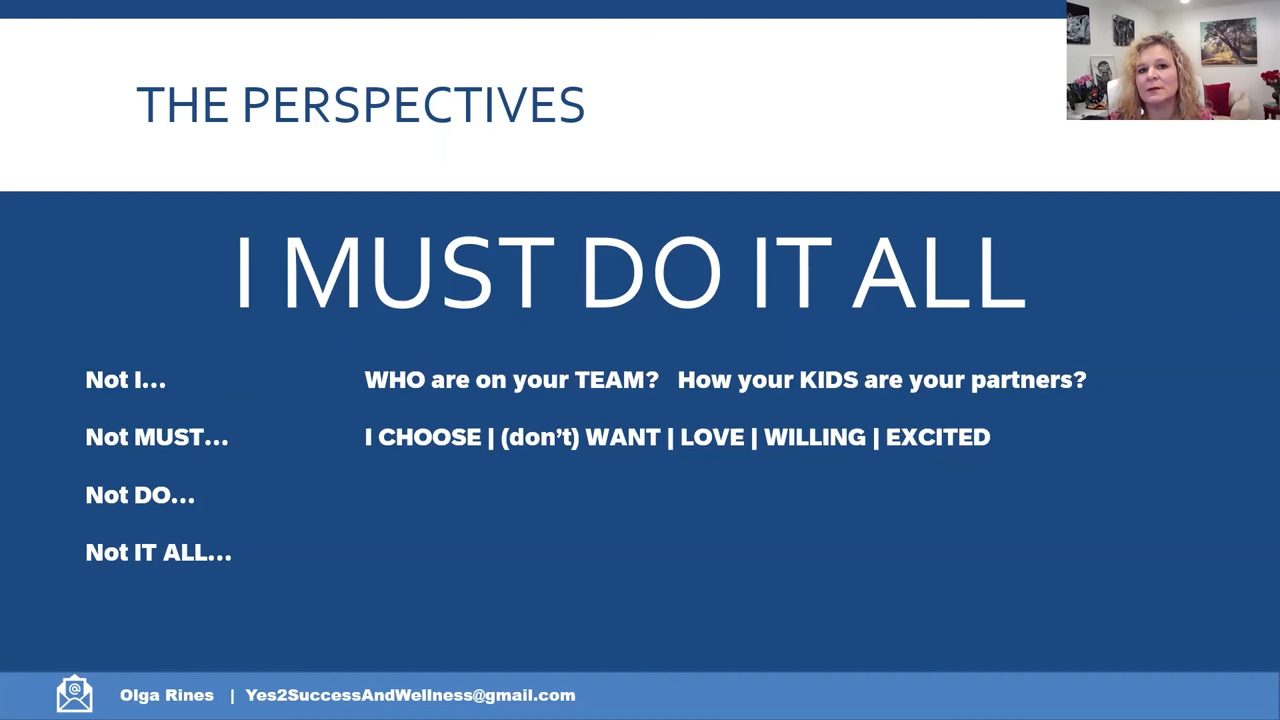 THE PERSPECTIVES
I MUST DO IT ALL
Not I... WHO are on your TEAM? How your KIDS are your partners?
Not MUST... I CHOOSE | (don’t) WANT | LOVE | WILLING | EXCITED
Not DO...
Not IT ALL...
@ Olga Rines | Yes2SuccessAndWellness@gmail.com